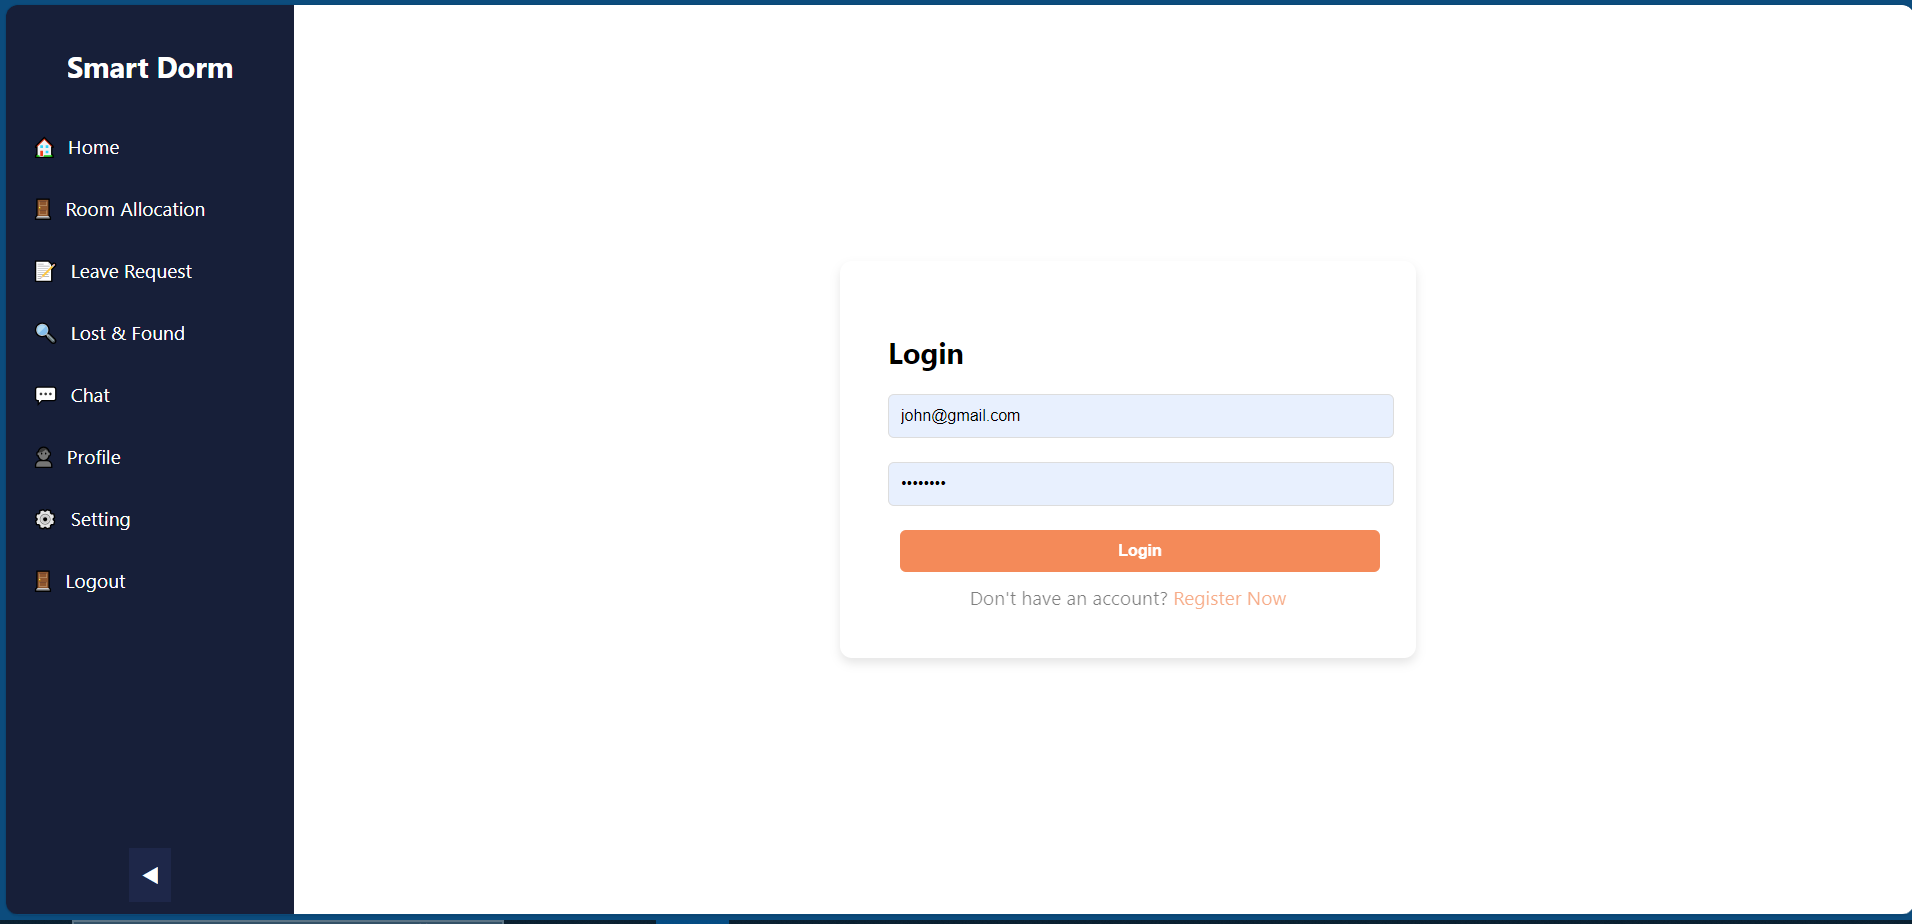 Smart Dorm
Home
Room Allocation
Leave Request
Lost & Found
Chat
Profile
Setting
Logout
Login
john@gmail.com
••••••••
Login
Don't have an account? Register Now